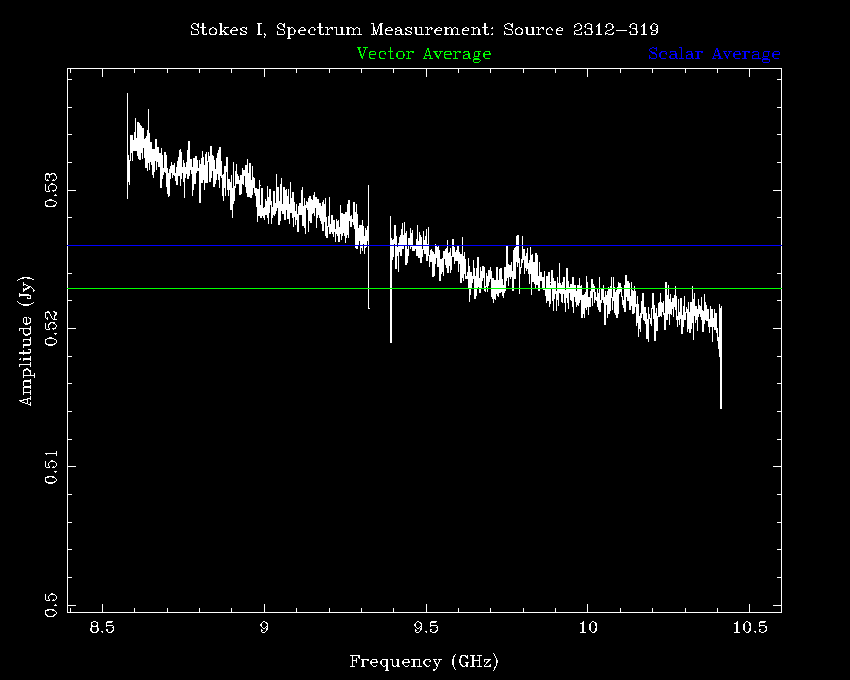 Stokes I, Spectrum Measurement: Source 2312-319
Vector Average
Scalar Average
0.53
0.52
0.51
0.5
Amplitude (Jy)
8.5
9
9.5
10
10.5
Frequency (GHz)